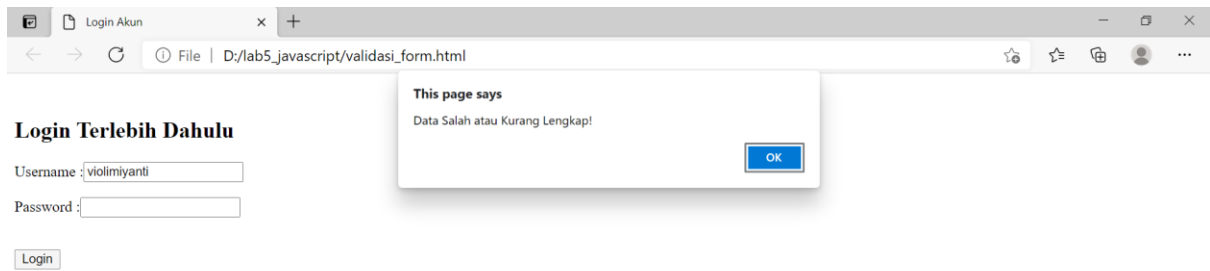 Login Akun
File | D:/lab5_javascript/validasi_form.html
This page says
Data Salah atau Kurang Lengkap!
OK
Login Terlebih Dahulu
Username : violimiyanti
Password :
Login